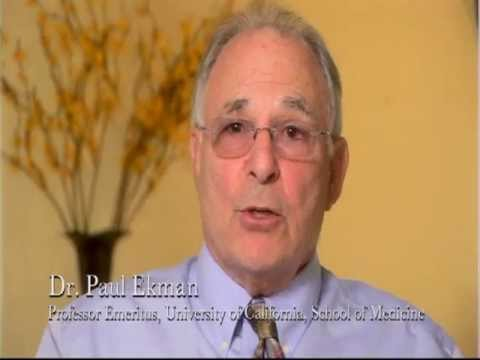 Dr. Paul Ekman
Professor Emeritus, University of California, School of Medicine